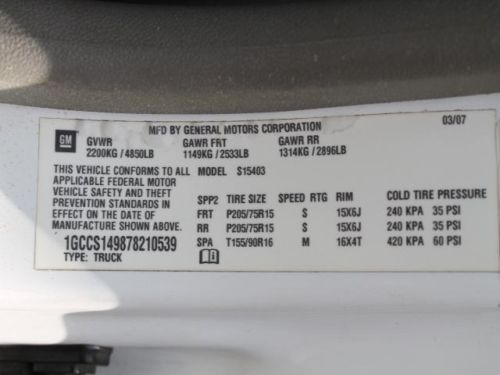 MFD BY GENERAL MOTORS CORPORATION 03/07
GM GVWR GAWR FRT GAWR RR
2200KG / 4850LB 1149KG / 2533LB 1314KG / 2896LB
THIS VEHICLE CONFORMS TO ALL MODEL S15403
APPLICABLE FEDERAL MOTOR
VEHICLE SAFETY AND THEFT
PREVENTION STANDARDS IN
EFFECT ON THE DATE OF
MANUFACTURE SHOWN ABOVE.
1GCCS149878210539
TYPE: TRUCK
SPP2 TIRE SIZE SPEED RTG RIM COLD TIRE PRESSURE
FRT P205/75R15 S 15X6J 240 KPA 35 PSI
RR P205/75R15 S 15X6J 240 KPA 35 PSI
SPA T155/90R16 M 16X4T 420 KPA 60 PSI